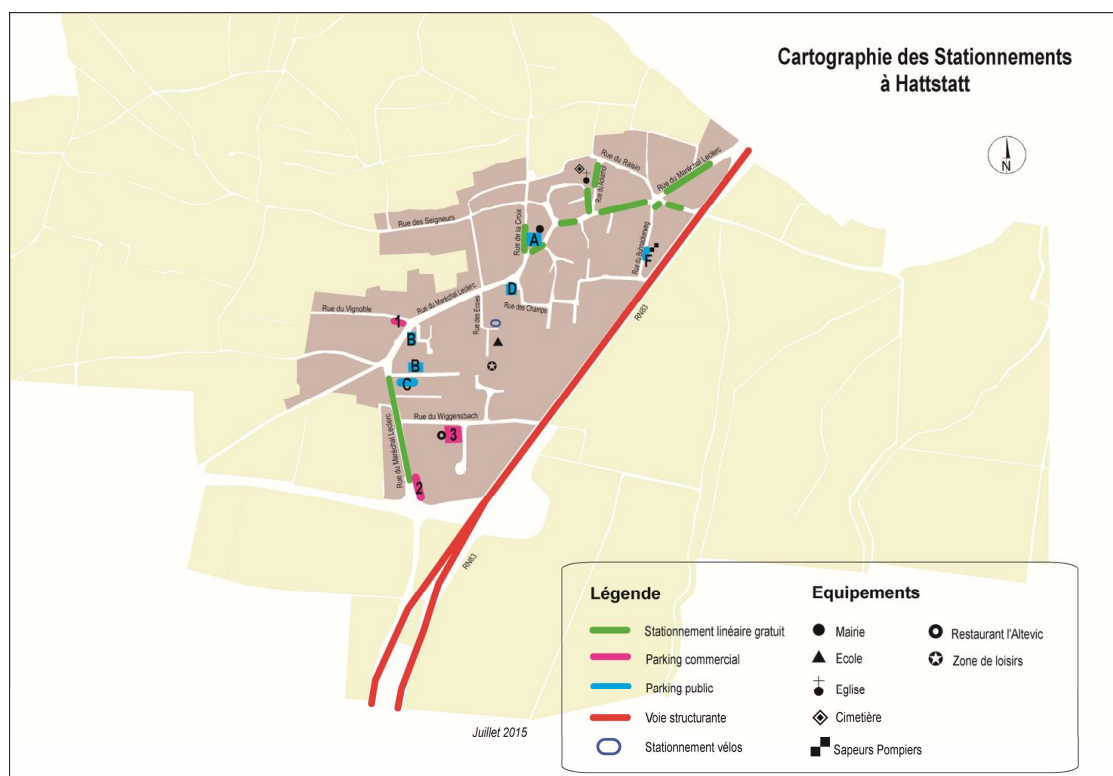 Cartographie des Stationnements
à Hattstatt
N
Rue du Raisin
Rue du Maréchal Leclerc
Rue des Seigneurs
Rue de la Croix
A
F
D
Rue du Maréchal Leclerc
Rue des Champs
Rue des Ecoles
Rue du Vignoble
1
B
B
C
RN83
Rue du Wiggensbach
3
Rue du Maréchal Leclerc
2
RN83
Juillet 2015
Légende
Stationnement linéaire gratuit
Parking commercial
Parking public
Voie structurante
Stationnement vélos
Equipements
Mairie
Ecole
Eglise
Cimetière
Sapeurs Pompiers
Restaurant l'Altevic
Zone de loisirs